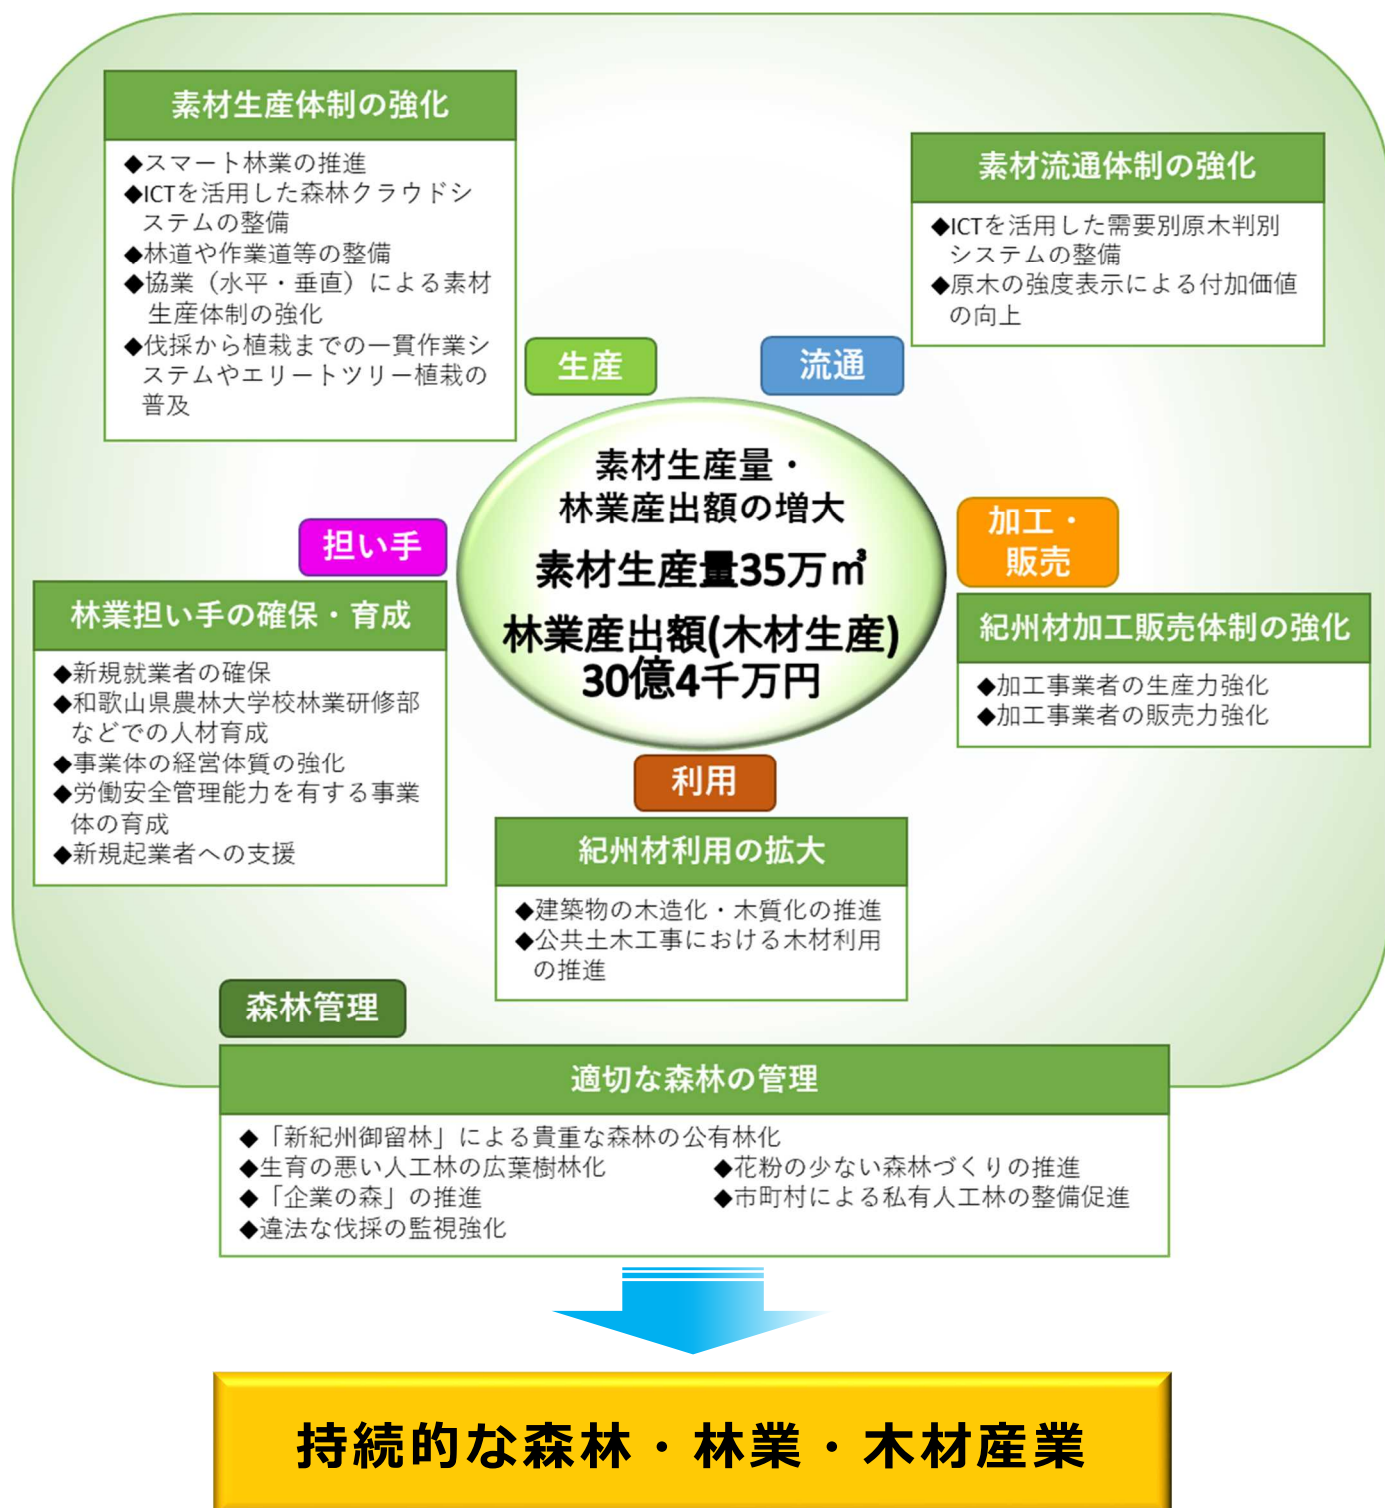 素材生産体制の強化
◆スマート林業の推進
◆ICTを活用した森林クラウドシ
ステムの整備
◆林道や作業道等の整備
◆協業（水平・垂直）による素材
生産体制の強化
◆伐採から植栽までの一貫作業シ
ステムやエリートツリー植栽の
普及
素材流通体制の強化
◆ICTを活用した需要別原木判別
システムの整備
◆原木の強度表示による付加価値
の向上
生産
流通
素材生産量・
林業産出額の増大
素材生産量35万㎥
林業産出額(木材生産)
30億4千万円
担い手
林業担い手の確保・育成
◆新規就業者の確保
◆和歌山県農林大学校林業研修部
などでの人材育成
◆事業体の経営体質の強化
◆労働安全管理能力を有する事業
体の育成
◆新規起業者への支援
加工・
販売
紀州材加工販売体制の強化
◆加工事業者の生産力強化
◆加工事業者の販売力強化
利用
紀州材利用の拡大
◆建築物の木造化・木質化の推進
◆公共土木工事における木材利用
の推進
森林管理
適切な森林の管理
◆「新紀州御留林」による貴重な森林の公有林化
◆生育の悪い人工林の広葉樹林化 ◆花粉の少ない森林づくりの推進
◆「企業の森」の推進 ◆市町村による私有人工林の整備促進
◆違法な伐採の監視強化
持続的な森林・林業・木材産業